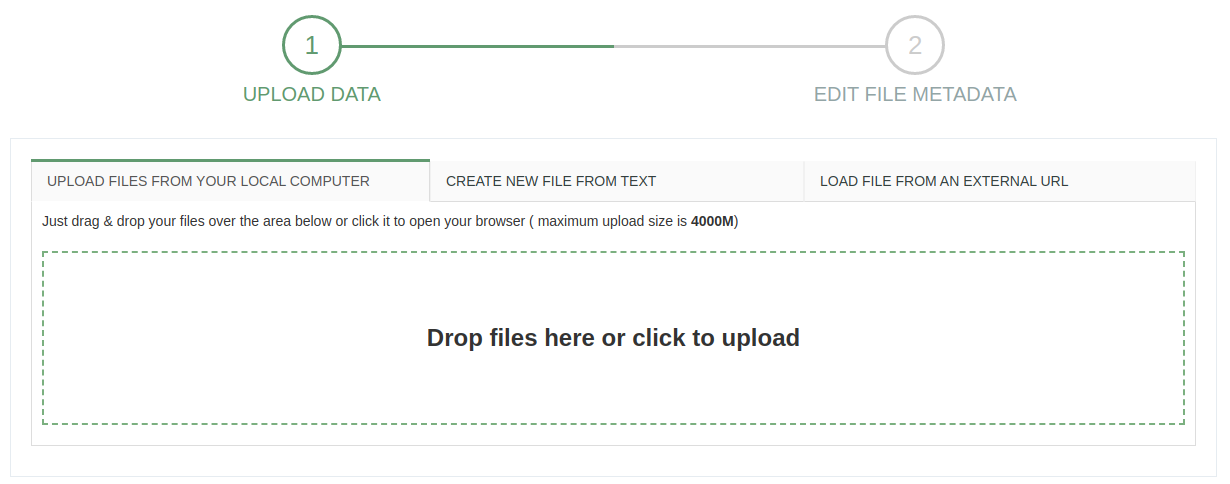 1
2
UPLOAD DATA
EDIT FILE METADATA
UPLOAD FILES FROM YOUR LOCAL COMPUTER
CREATE NEW FILE FROM TEXT
LOAD FILE FROM AN EXTERNAL URL
Just drag & drop your files over the area below or click it to open your browser ( maximum upload size is 4000M)
Drop files here or click to upload